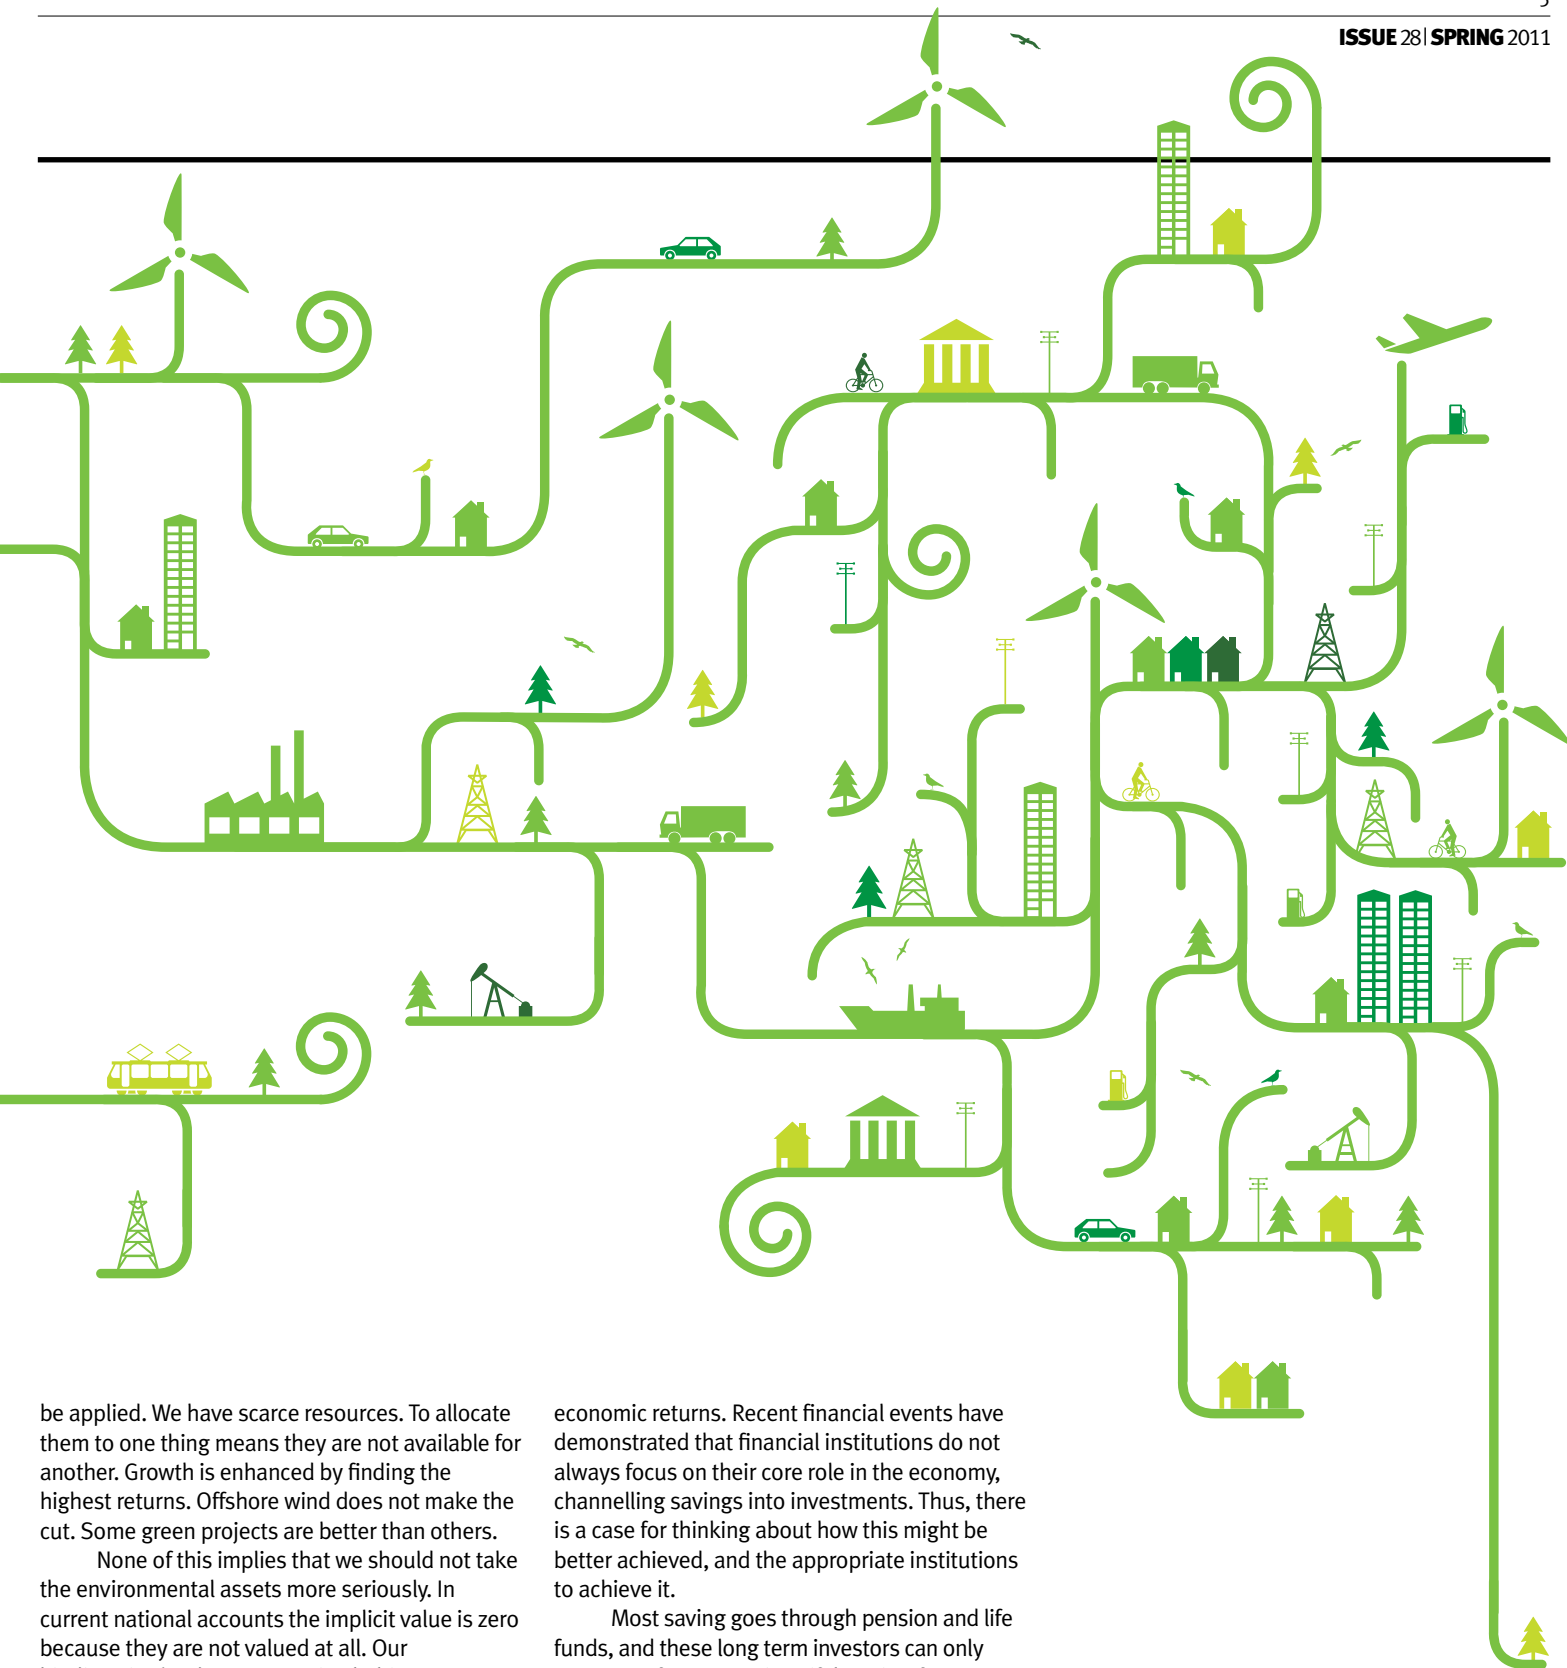 ISSUE 28 | SPRING 2011
be applied. We have scarce resources. To allocate
them to one thing means they are not available for
another. Growth is enhanced by finding the
highest returns. Offshore wind does not make the
cut. Some green projects are better than others.
None of this implies that we should not take
the environmental assets more seriously. In
current national accounts the implicit value is zero
because they are not valued at all. Our
economic returns. Recent financial events have
demonstrated that financial institutions do not
always focus on their core role in the economy,
channelling savings into investments. Thus, there
is a case for thinking about how this might be
better achieved, and the appropriate institutions
to achieve it.
Most saving goes through pension and life
funds, and these long term investors can only